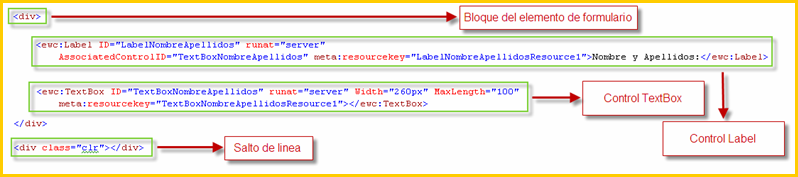 <div>
Bloque del elemento de formulario
<ewc:Label ID="LabelNombreApellidos" runat="server"
AssociatedControlID="TextBoxNombreApellidos" meta:resourcekey="LabelNombreApellidosResource1">Nombre y Apellidos:</ewc:Label>
<ewc:TextBox ID="TextBoxNombreApellidos" runat="server" Width="260px" MaxLength="100"
meta:resourcekey="TextBoxNombreApellidosResource1"></ewc:TextBox>
Control TextBox
</div>
Control Label
<div class="clr"></div>
Salto de linea